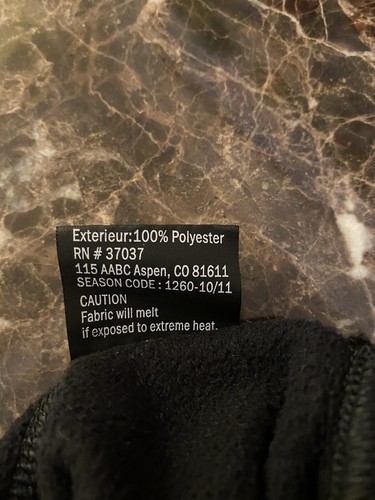 Exterieur:100% Polyester
RN # 37037
115 AABC Aspen, CO 81611
SEASON CODE : 1260-10/11
CAUTION
Fabric will melt
if exposed to extreme heat.